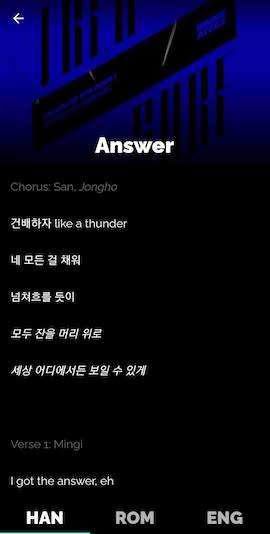 Answer
Chorus: San, Jongho
건배하자 like a thunder
네 모든 걸 채워
넘쳐흐를 듯이
모두 잔을 머리 위로
세상 어디에서든 보일 수 있게
Verse 1: Mingi
I got the answer, eh
HAN ROM ENG